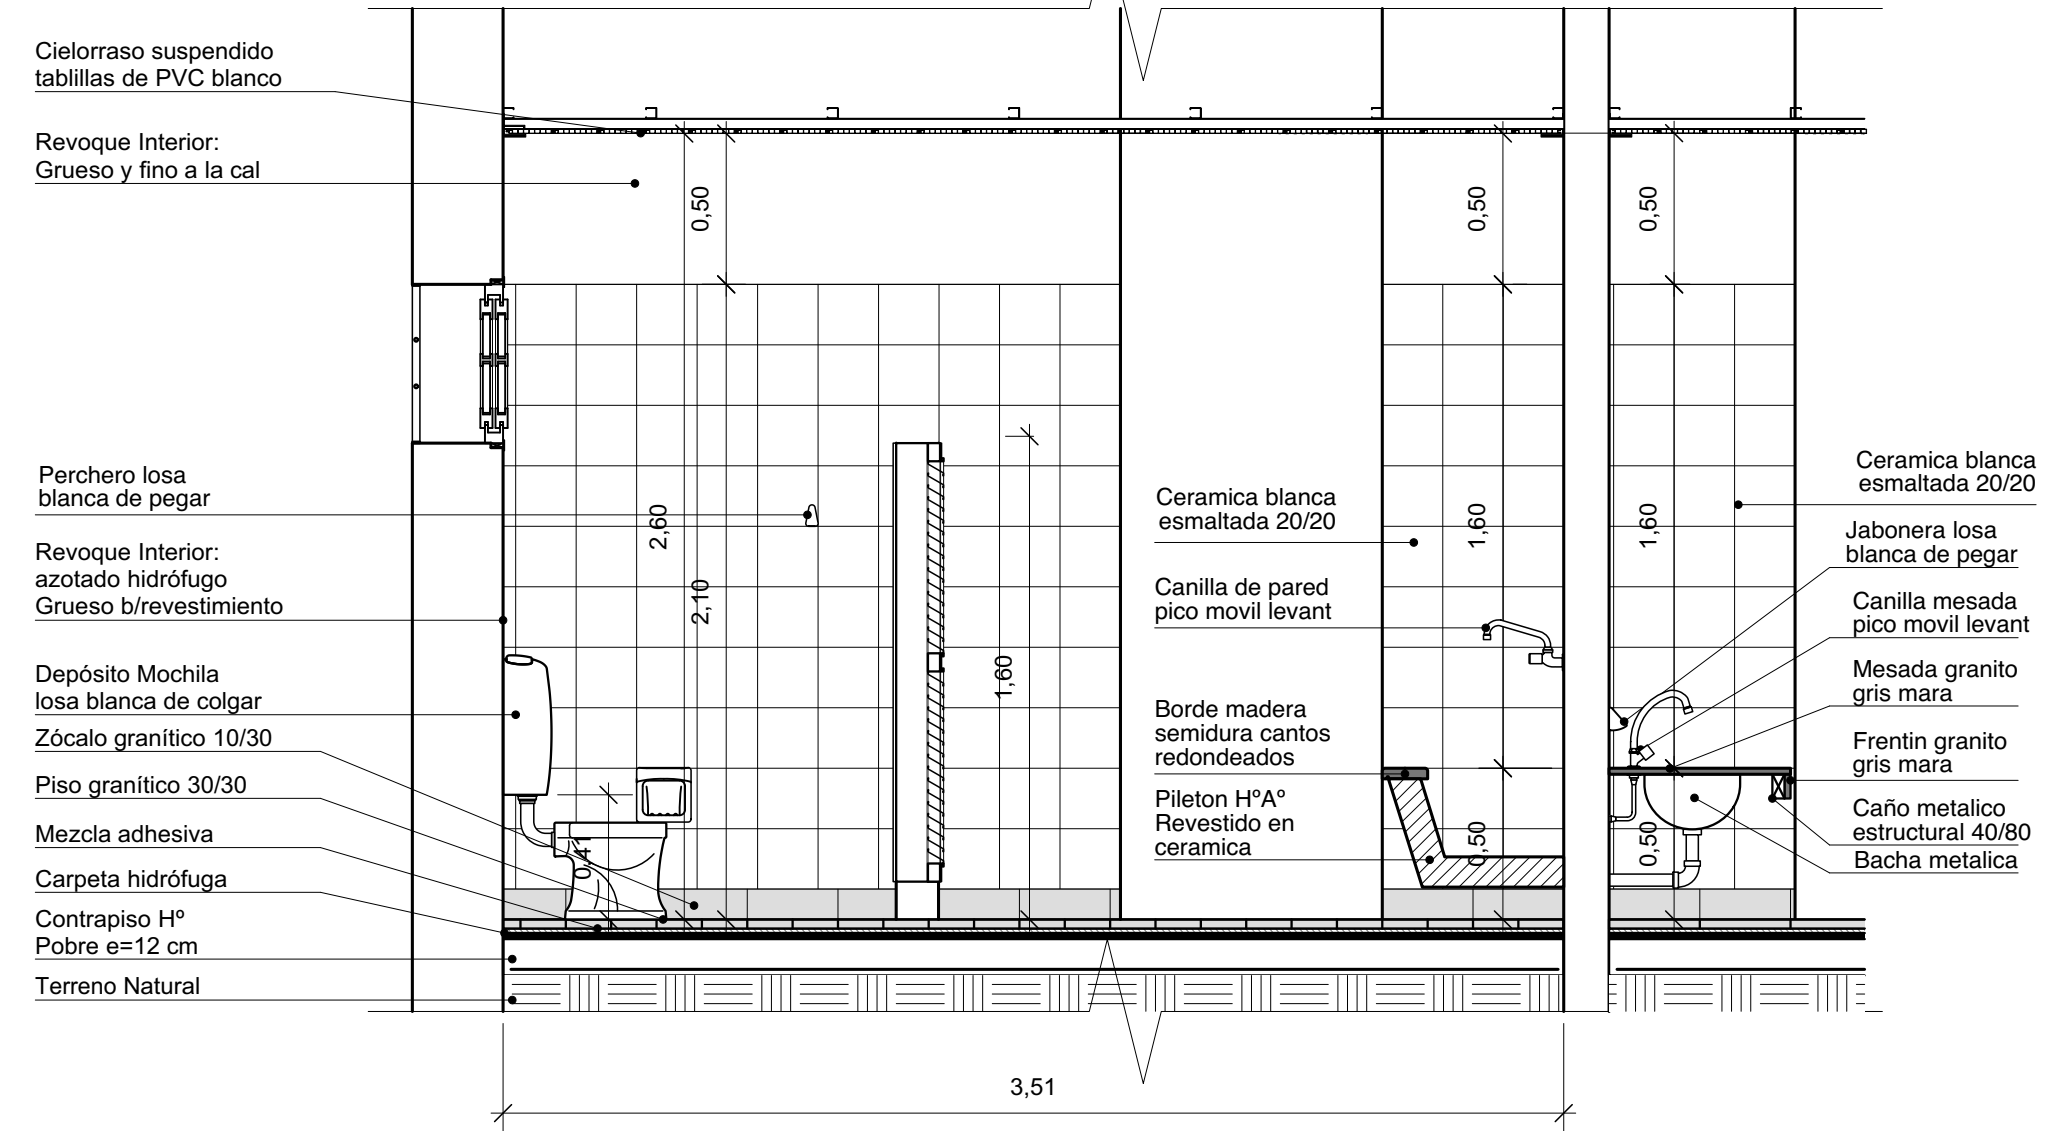 Cielorraso suspendido
tablillas de PVC blanco
Revoque Interior:
Grueso y fino a la cal
Perchero losa
blanca de pegar
Revoque Interior:
azotado hidrófugo
Grueso b/revestimiento
Depósito Mochila
losa blanca de colgar
Zócalo granítico 10/30
Piso granítico 30/30
Mezcla adhesiva
Carpeta hidrófuga
Contrapiso Hº
Pobre e=12 cm
Terreno Natural
0,50
2,60
2,10
0,41
1,60
3,51
Ceramica blanca
esmaltada 20/20
Canilla de pared
pico movil levant
Borde madera
semidura cantos
redondeados
Pileton HºAº
Revestido en
ceramica
0,50
1,60
0,50
0,50
1,60
0,50
Ceramica blanca
esmaltada 20/20
Jabonera losa
blanca de pegar
Canilla mesada
pico movil levant
Mesada granito
gris mara
Frentin granito
gris mara
Caño metalico
estructural 40/80
Bacha metalica